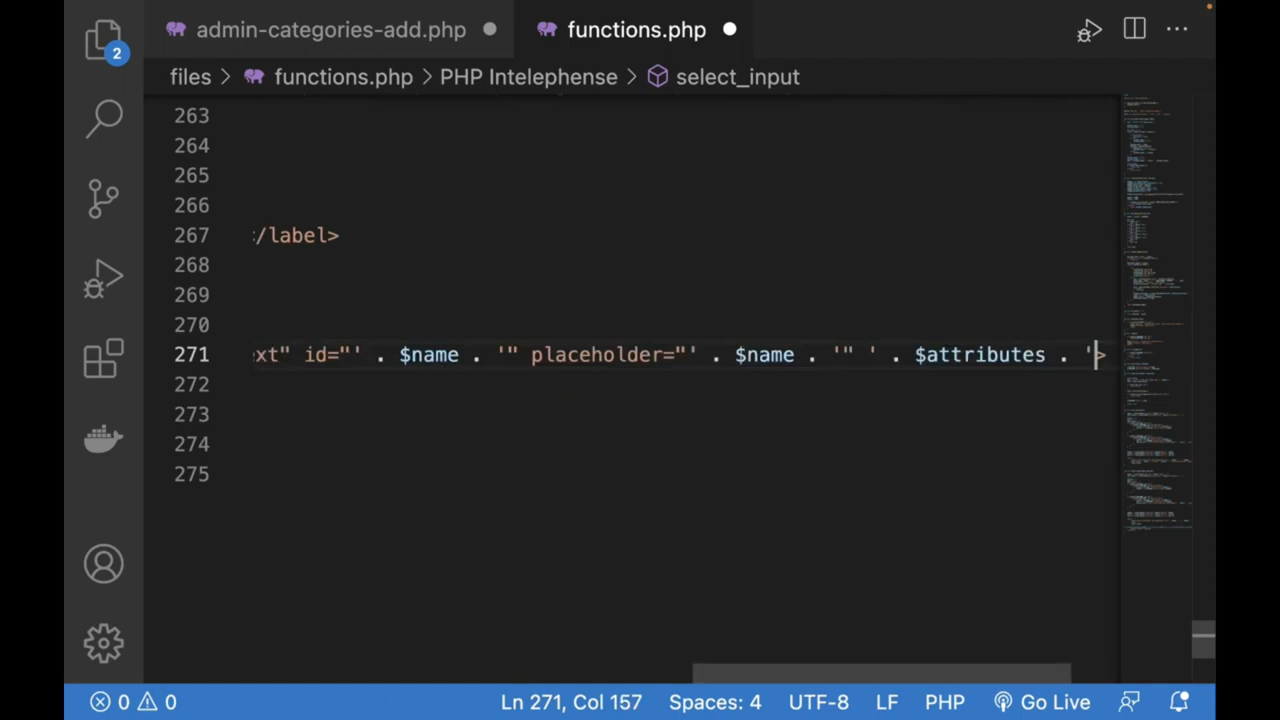 admin-categories-add.php
functions.php
2
files > functions.php > PHP Intelephense > select_input
263
264
265
266
267 </label>
268
269
270
271 ext" id="' . $name . '" placeholder="' . $name . '" ' . $attributes . '>
272
273
274
275
0 0 Ln 271, Col 157 Spaces: 4 UTF-8 LF PHP Go Live